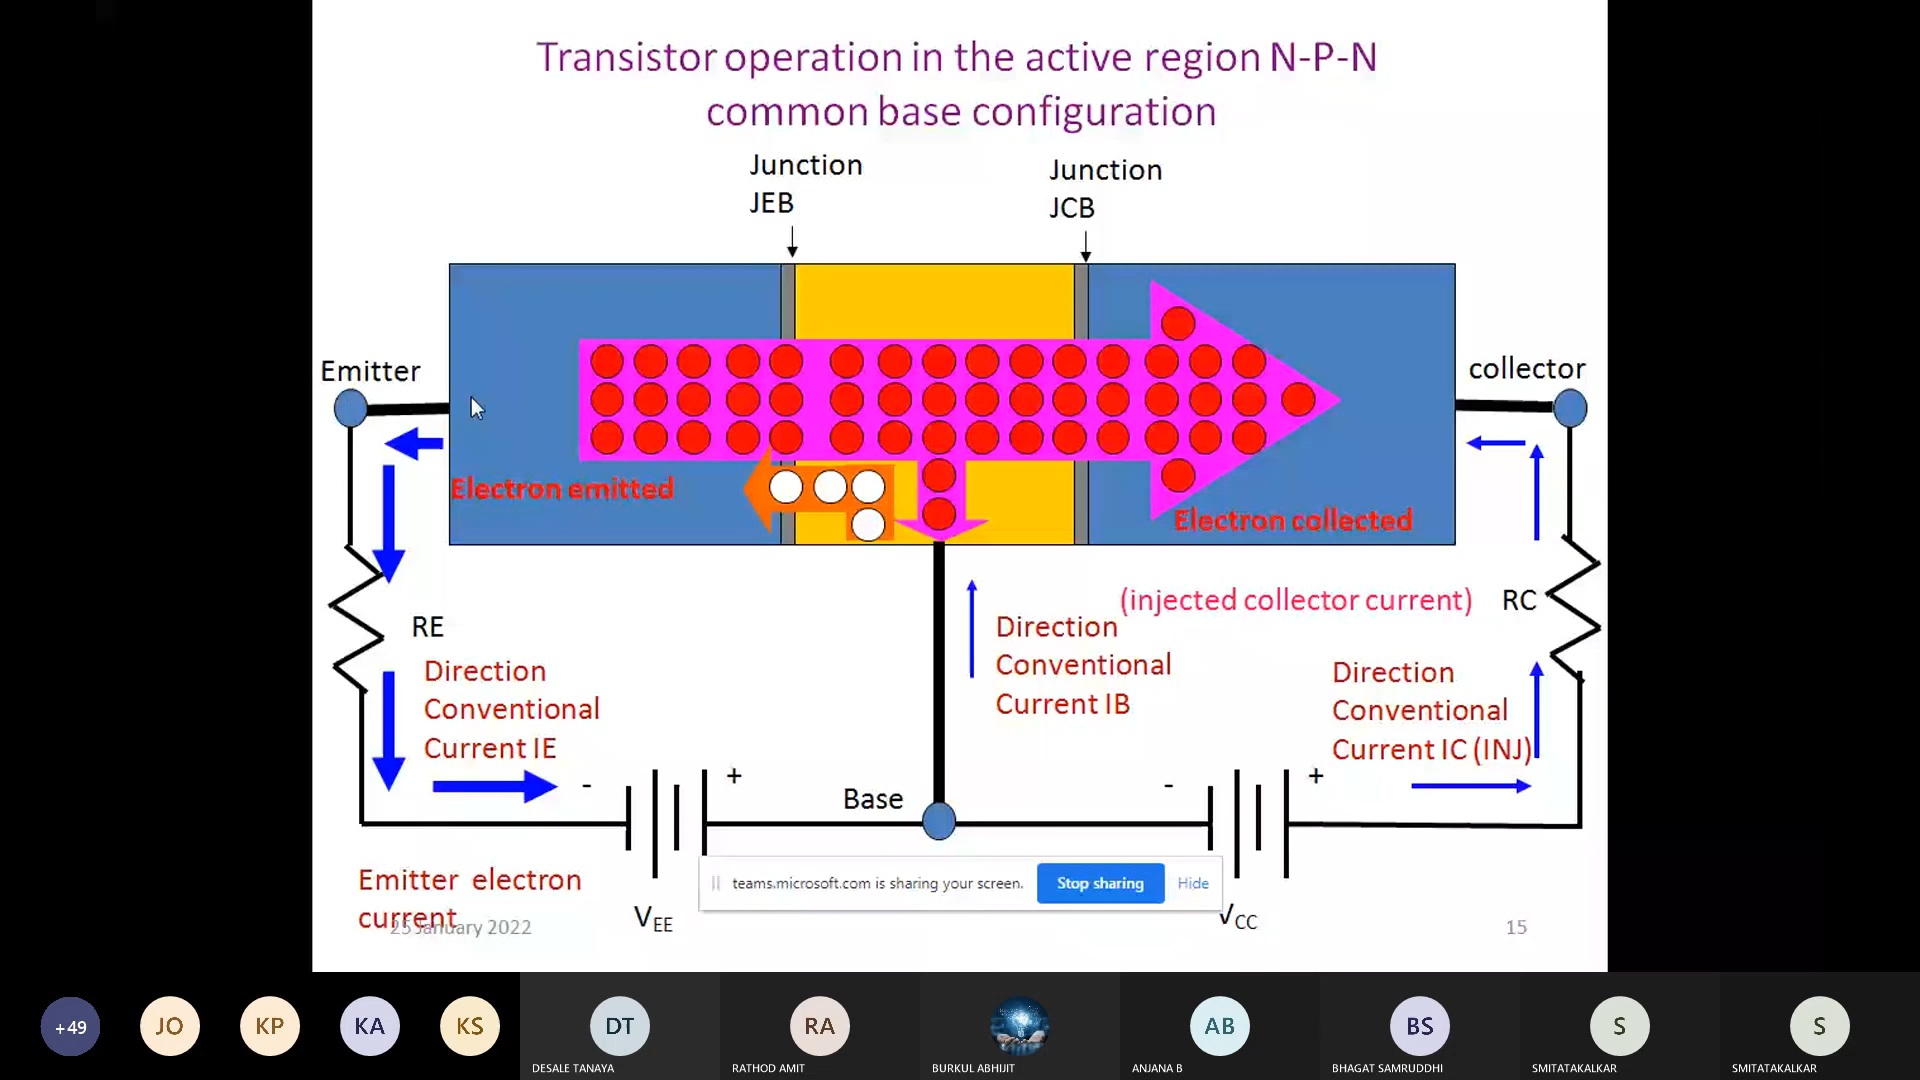 Transistor operation in the active region N-P-N
common base configuration
Junction
JEB
Junction
JCB
Emitter
collector
Electron emitted
Electron collected
(injected collector current)
RC
RE
Direction
Conventional
Current IB
Direction
Conventional
Current IE
Direction
Conventional
Current IC (INJ)
-
+
-
+
Base
teams.microsoft.com is sharing your screen.
Stop sharing
Hide
Emitter electron
current
VEE
VCC
25 January 2022
15
+49
JO
KP
KA
KS
DT
RA
AB
BS
S
S
DESALE TANAYA
RATHOD AMIT
BURKUL ABHIJIT
ANJANA B
BHAGAT SAMRUDDHI
SMITATAKALKAR
SMITATAKALKAR